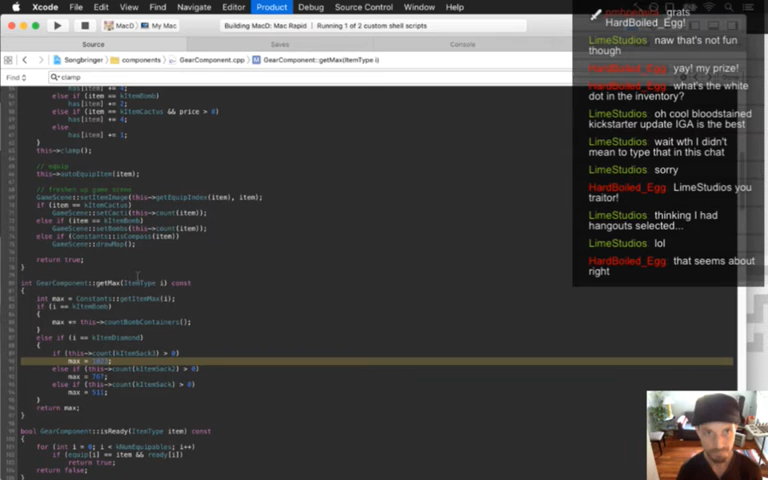 Xcode File Edit View Find Navigate Editor Product Debug Source Control Window Help
MacD My Mac Building MacD: Mac Rapid | Running 1 of 2 custom shell scripts
Source Saves Console
Songbringer components GearComponent.cpp GearComponent::getMax(ItemType i)
Find clamp
has[item] += 4;
else if (item == kItemBomb)
has[item] += 2;
else if (item == kItemCactus && price > 0)
has[item] += 4;
else
has[item] += 1;
this->clamp();
// equip
this->autoEquipItem(item);
// freshen up game scene
GameScene::setItemImage(this->getEquipIndex(item), item);
if (item == kItemCactus)
GameScene::setCacti(this->count(item));
else if (item == kItemBomb)
GameScene::setBombs(this->count(item));
else if (Constants::isCompass(item))
GameScene::drawMap();
return true;
}
int GearComponent::getMax(ItemType i) const
{
int max = Constants::getItemMax(i);
if (i == kItemBomb)
{
max += this->countBombContainers();
}
else if (i == kItemDiamond)
{
if (this->count(kItemSack3) > 0)
max = 1023;
else if (this->count(kItemSack2) > 0)
max = 767;
else if (this->count(kItemSack) > 0)
max = 511;
}
return max;
}
bool GearComponent::isReady(ItemType item) const
{
for (int i = 0; i < kNumEquipables; i++)
if (equip[i] == item && ready[i])
return true;
return false;
grats
HardBoiled_Egg!
LimeStudios naw that's not fun
though
HardBoiled_Egg yay! my prize!
HardBoiled_Egg what's the white
dot in the inventory?
LimeStudios oh cool bloodstained
kickstarter update IGA is the best
LimeStudios wait wth I didn't
mean to type that in this chat
LimeStudios sorry
HardBoiled_Egg LimeStudios you
traitor!
LimeStudios thinking I had
hangouts selected...
LimeStudios lol
HardBoiled_Egg that seems about
right